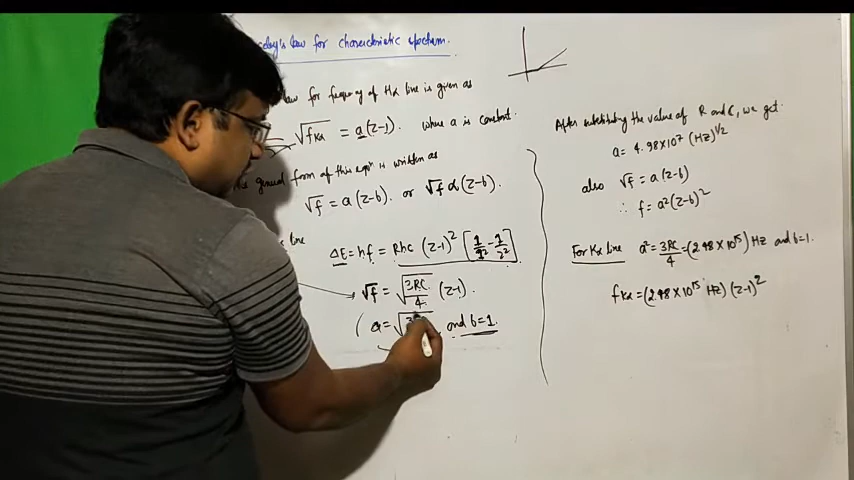 law for characteristic spectrum.
law for frequency of Hα line is given as
√fkα = a(z-1). where a is constant.
general form of this eqn is written as
√f = a(z-b). or √f α (z-b).
line
ΔE = hf = Rhc (z-1)² [1/1² - 1/2²]
√f = √3RC/4 (z-1).
a = √ and b=1.
After substituting the value of R and C, we get.
a = 4.98×10⁷ (HZ)^1/2
also √f = a(z-b)
∴ f = a²(z-b)²
For Kα line a² = 3RC/4 = (2.48×10¹⁵) HZ and b=1.
fkα = (2.48×10¹⁵ HZ) (z-1)²